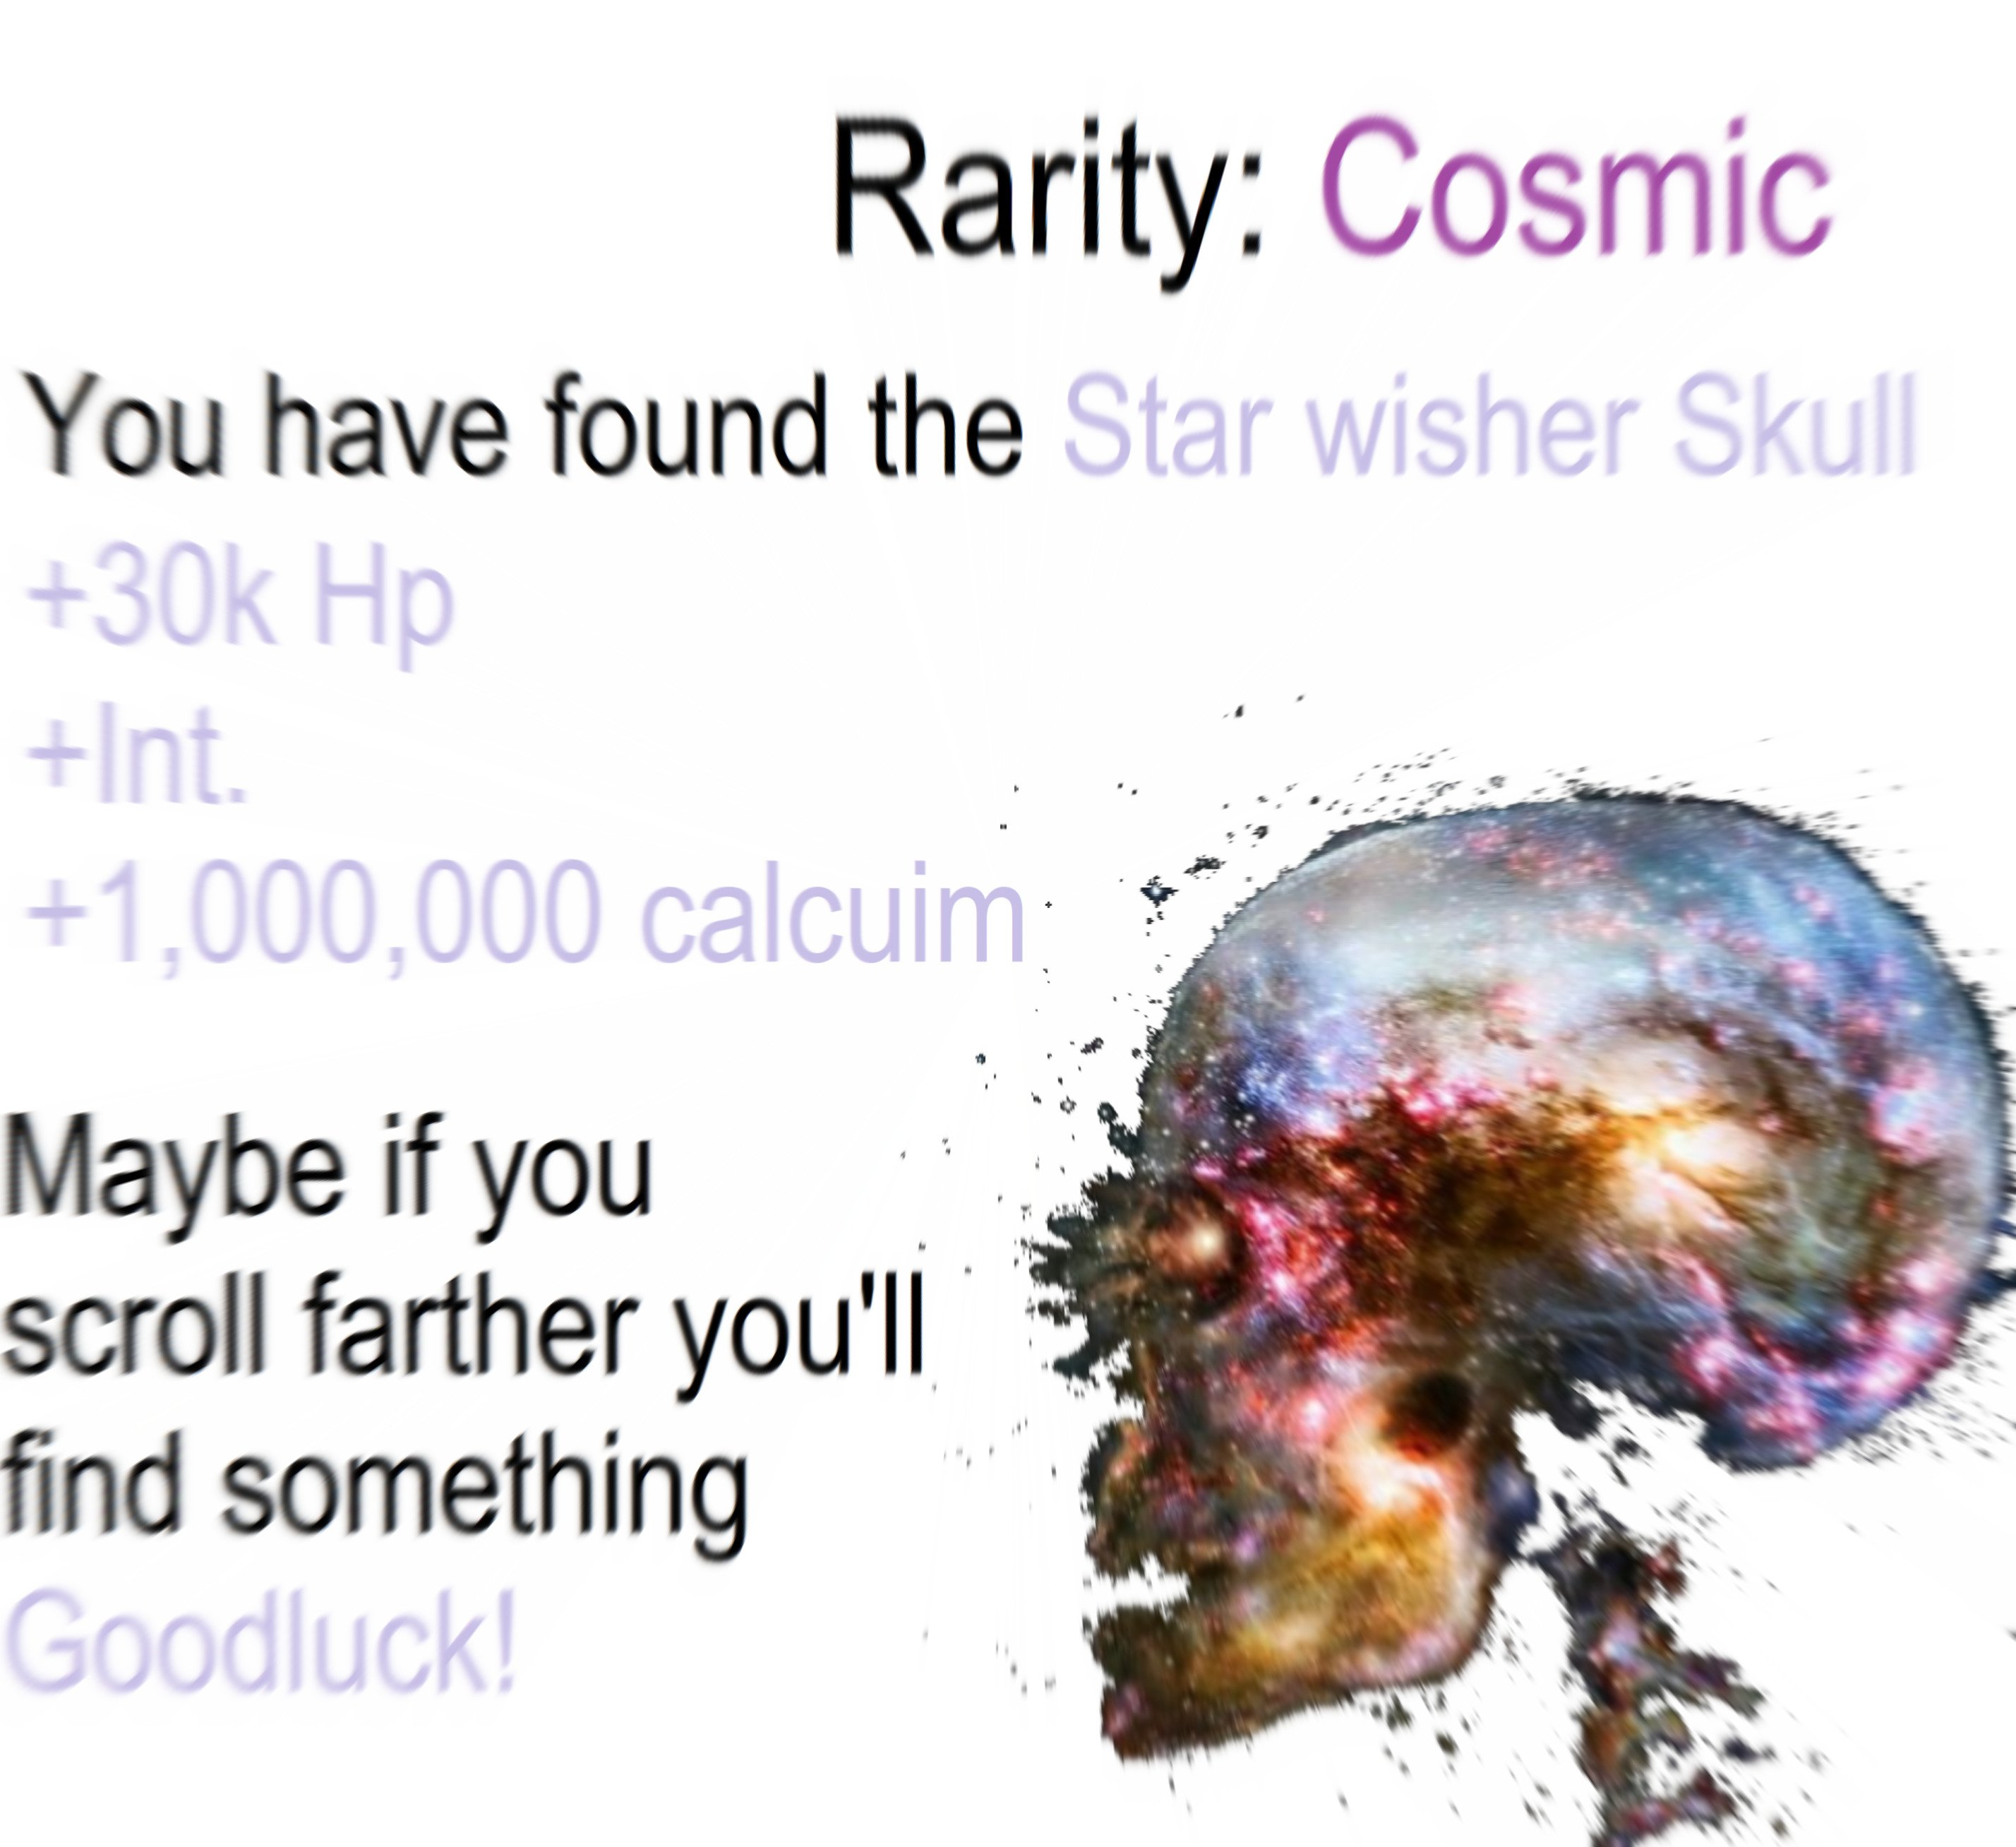 Rarity: Cosmic
You have found the Star wisher Skull
+30k Hp
+Int.
+1,000,000 calcuim
Maybe if you
scroll farther you'll
find something
Goodluck!